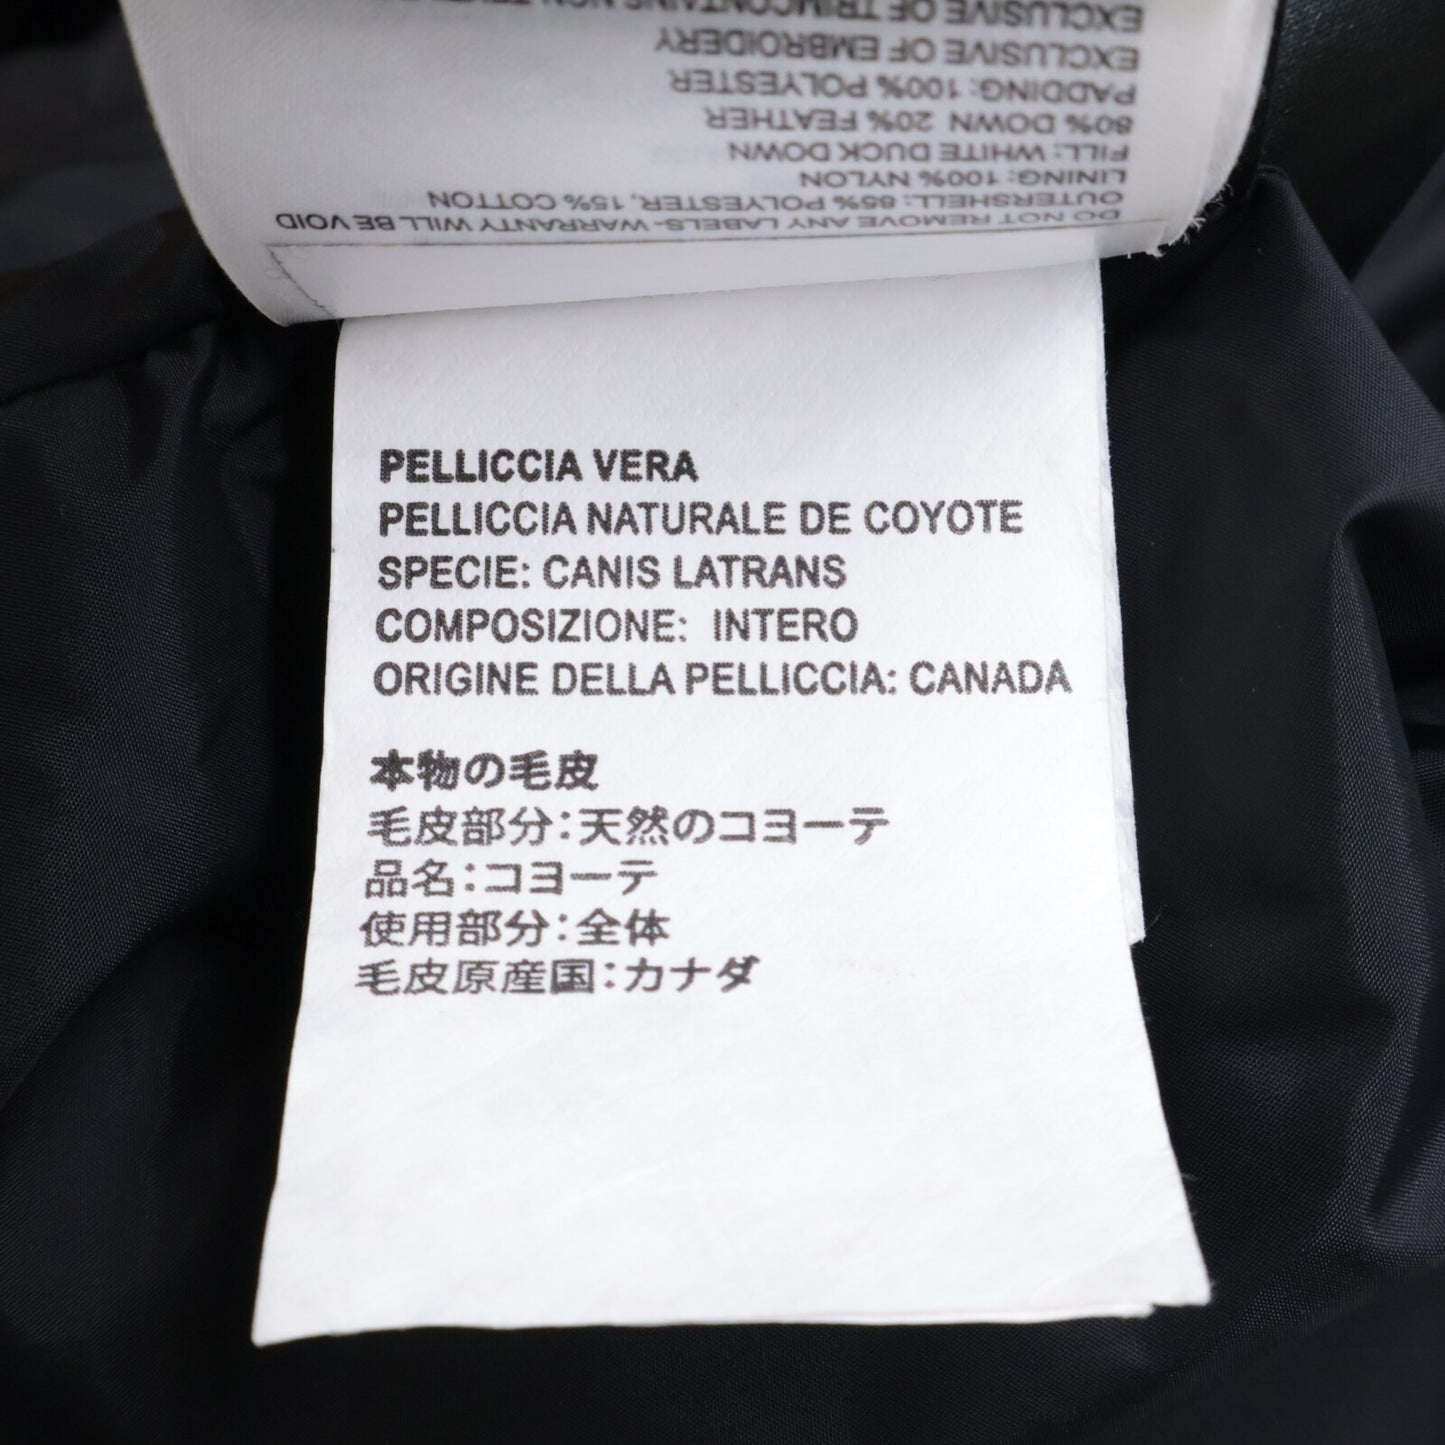 DO NOT REMOVE ANY LABELS- WARRANTY WILL BE VOID
OUTERSHELL: 85% POLYESTER, 15% COTTON
LINING: 100% NYLON
FILL: WHITE DUCK DOWN
80% DOWN 20% FEATHER
PADDING: 100% POLYESTER
EXCLUSIVE OF EMBROIDERY
EXCLUSIVE OF TRIMCONTAINS NON
PELLICCIA VERA
PELLICCIA NATURALE DE COYOTE
SPECIE: CANIS LATRANS
COMPOSIZIONE: INTERO
ORIGINE DELLA PELLICCIA: CANADA
本物の毛皮
毛皮部分:天然のコヨーテ
品名:コヨーテ
使用部分:全体
毛皮原産国:カナダ